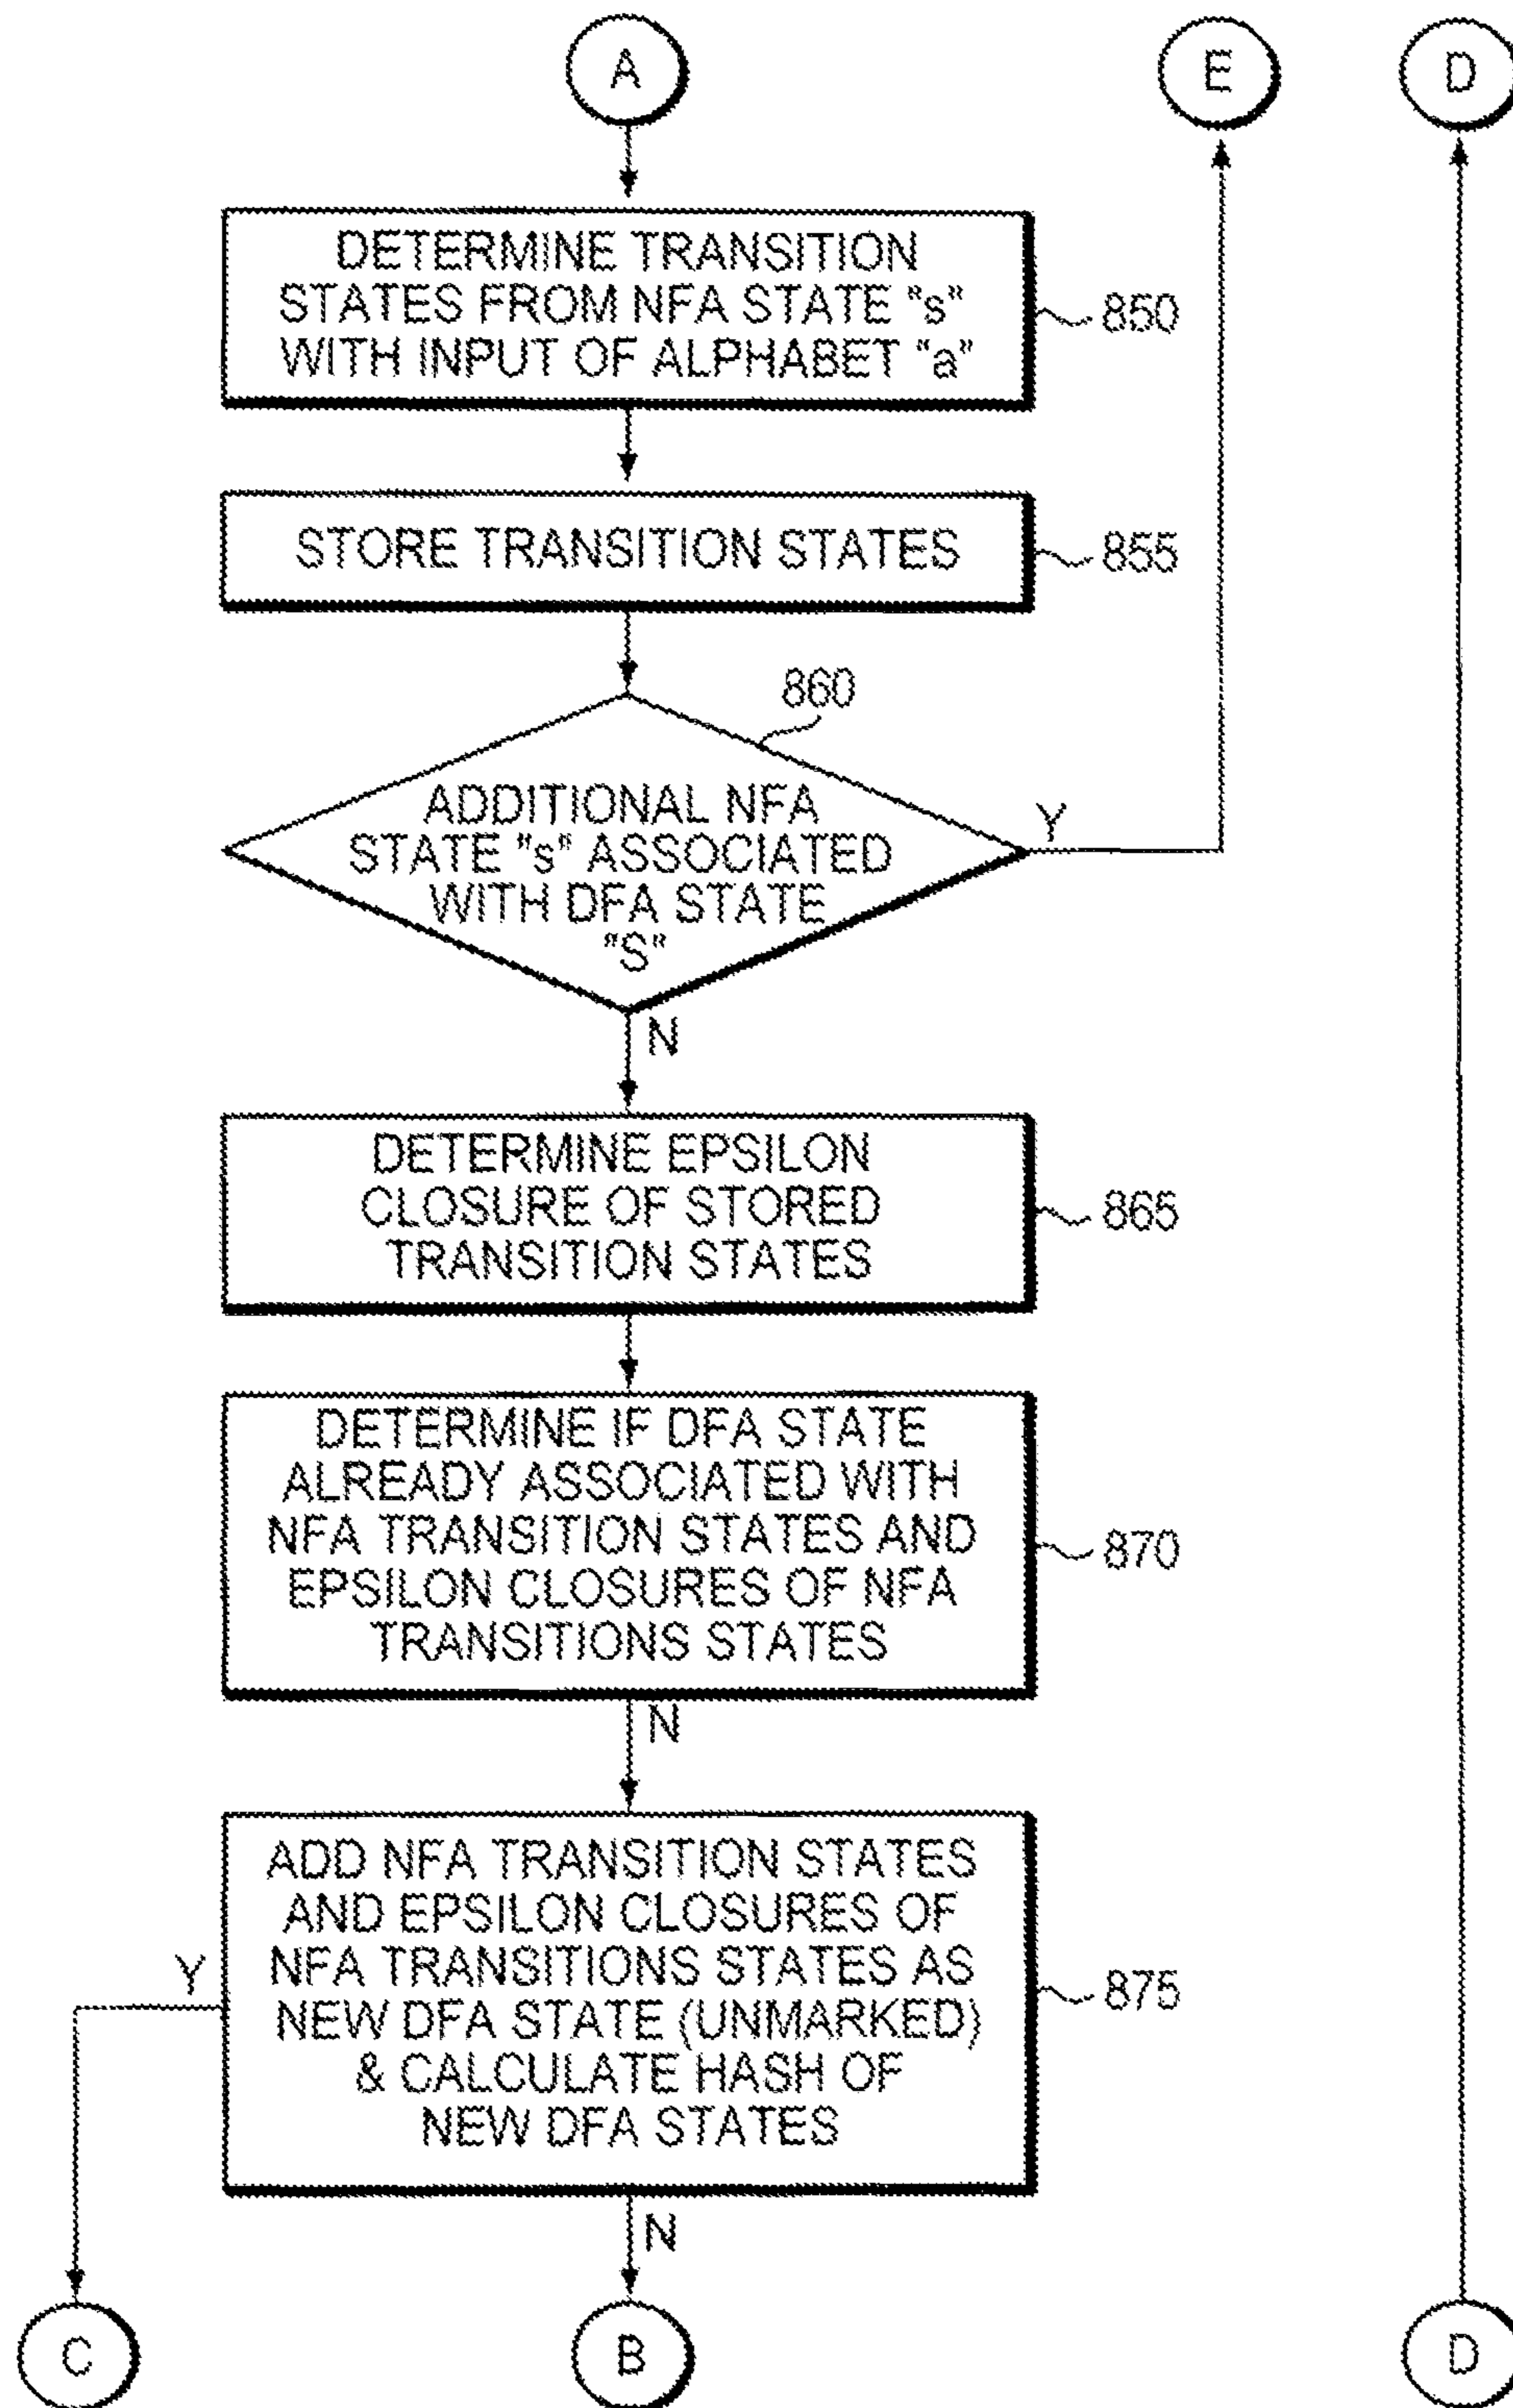 A
E
D
DETERMINE TRANSITION
STATES FROM NFA STATE "s"
WITH INPUT OF ALPHABET "a"
850
STORE TRANSITION STATES
855
860
ADDITIONAL NFA
STATE "s" ASSOCIATED
WITH DFA STATE
"S"
Y
N
DETERMINE EPSILON
CLOSURE OF STORED
TRANSITION STATES
865
DETERMINE IF DFA STATE
ALREADY ASSOCIATED WITH
NFA TRANSITION STATES AND
EPSILON CLOSURES OF NFA
TRANSITIONS STATES
870
N
ADD NFA TRANSITION STATES
AND EPSILON CLOSURES OF
NFA TRANSITIONS STATES AS
NEW DFA STATE (UNMARKED)
& CALCULATE HASH OF
NEW DFA STATES
875
Y
N
C
B
D